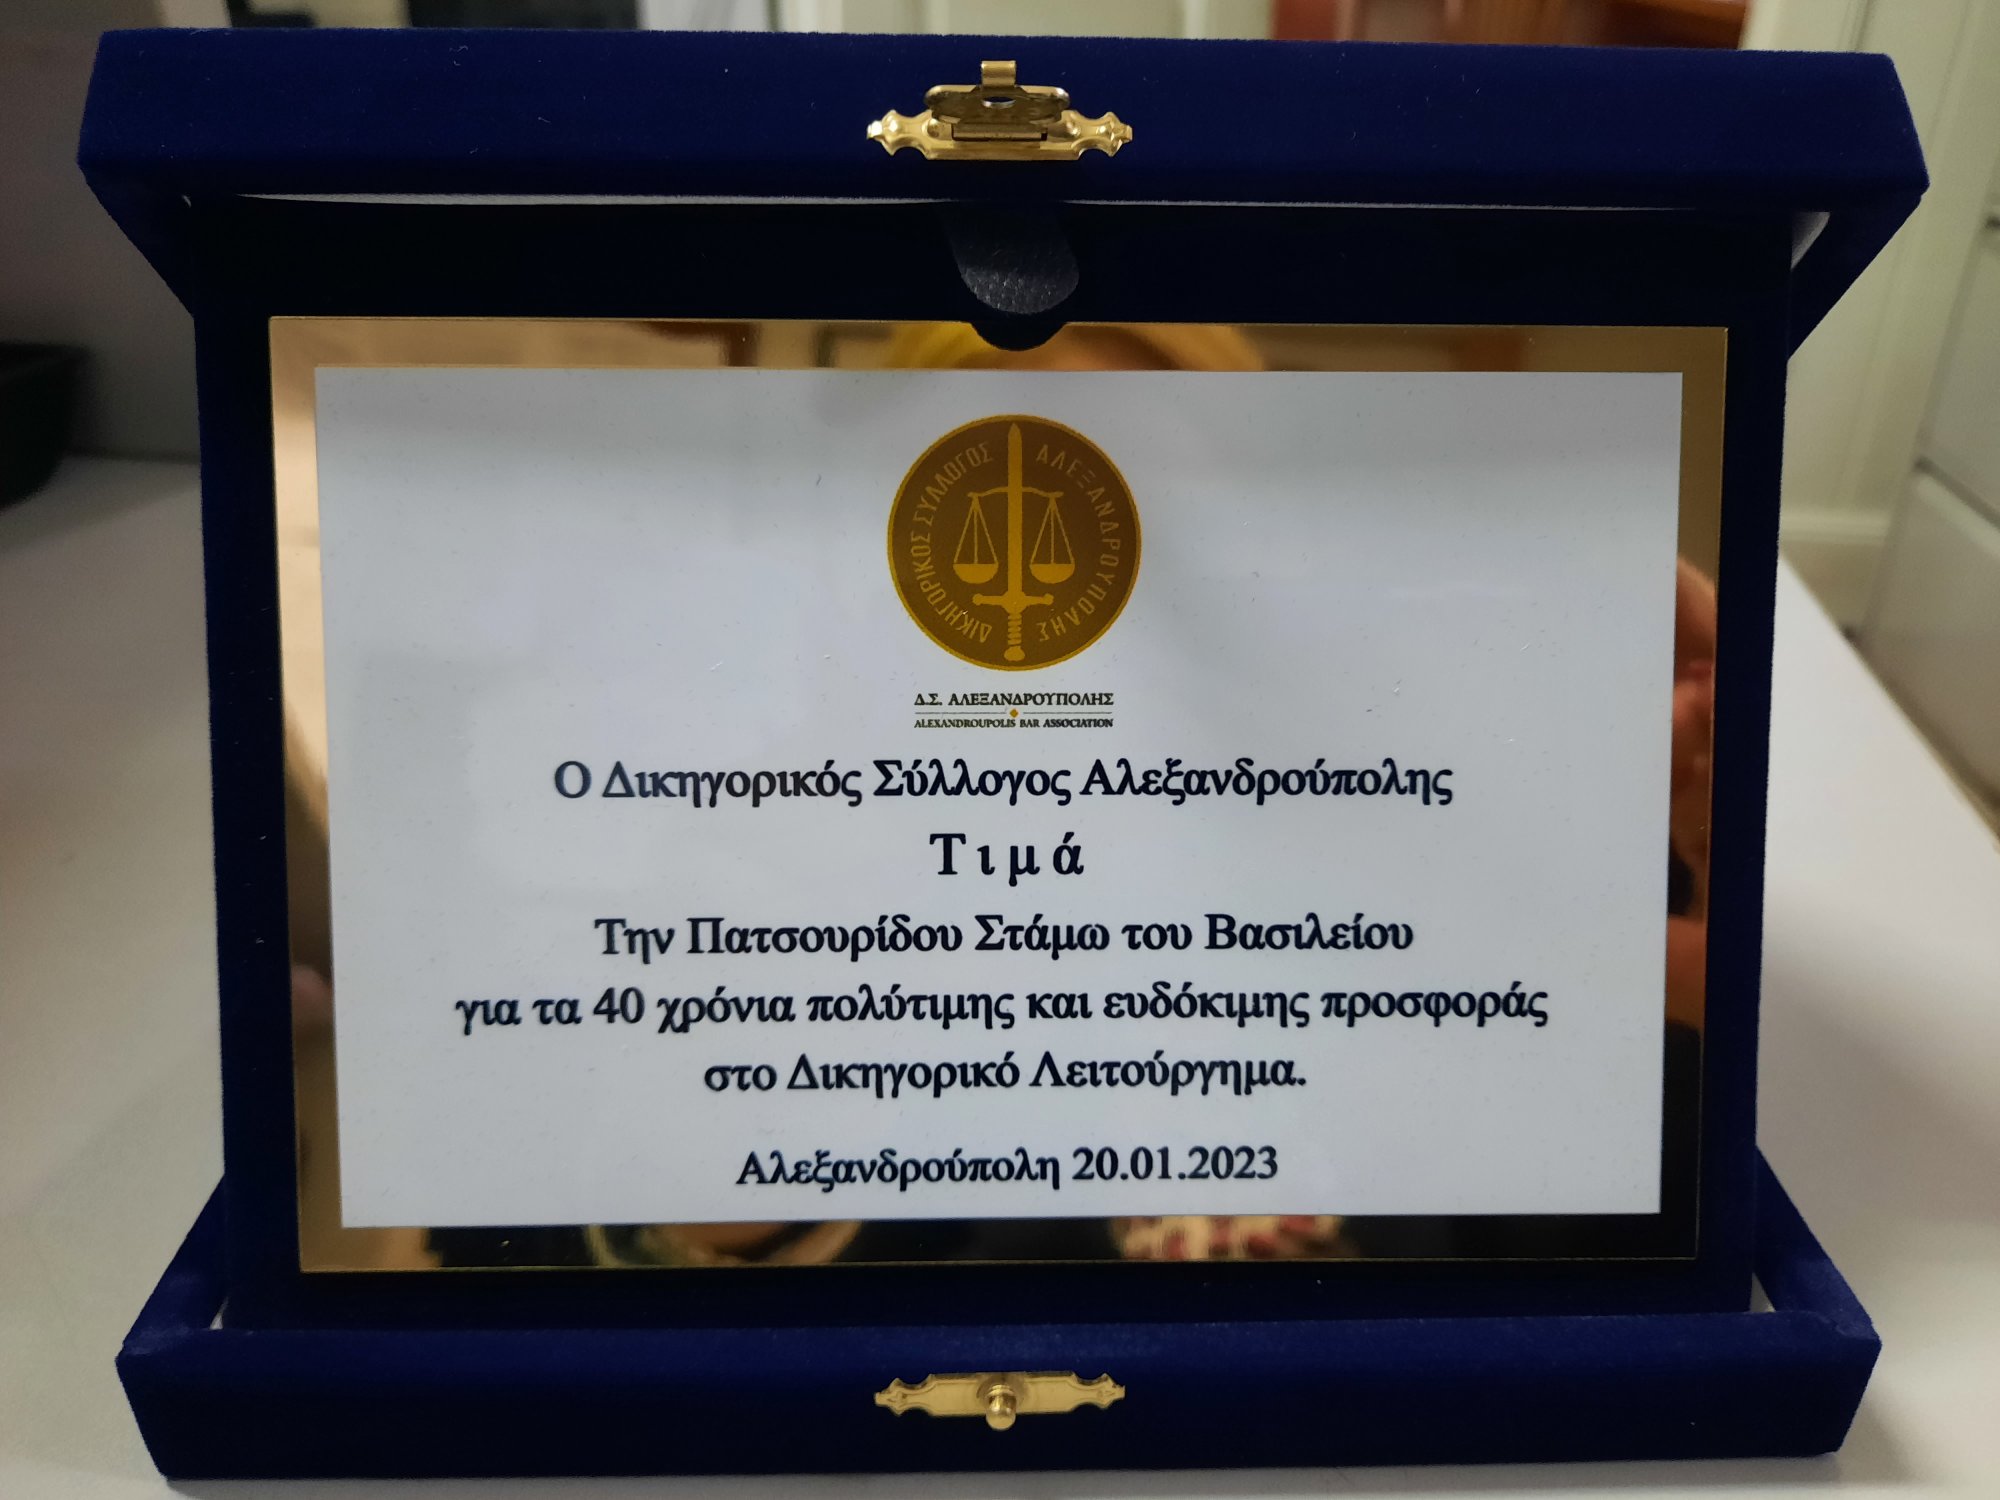 ΔΙΚΗΓΟΡΙΚΟΣ ΣΥΛΛΟΓΟΣ ΑΛΕΞΑΝΔΡΟΥΠΟΛΗΣ
Δ.Σ. ΑΛΕΞΑΝΔΡΟΥΠΟΛΗΣ
ALEXANDROUPOLIS BAR ASSOCIATION
Ο Δικηγορικός Σύλλογος Αλεξανδρούπολης
Τ ι μ ά
Την Πατσουρίδου Στάμω του Βασιλείου
για τα 40 χρόνια πολύτιμης και ευδόκιμης προσφοράς
στο Δικηγορικό Λειτούργημα.
Αλεξανδρούπολη 20.01.2023